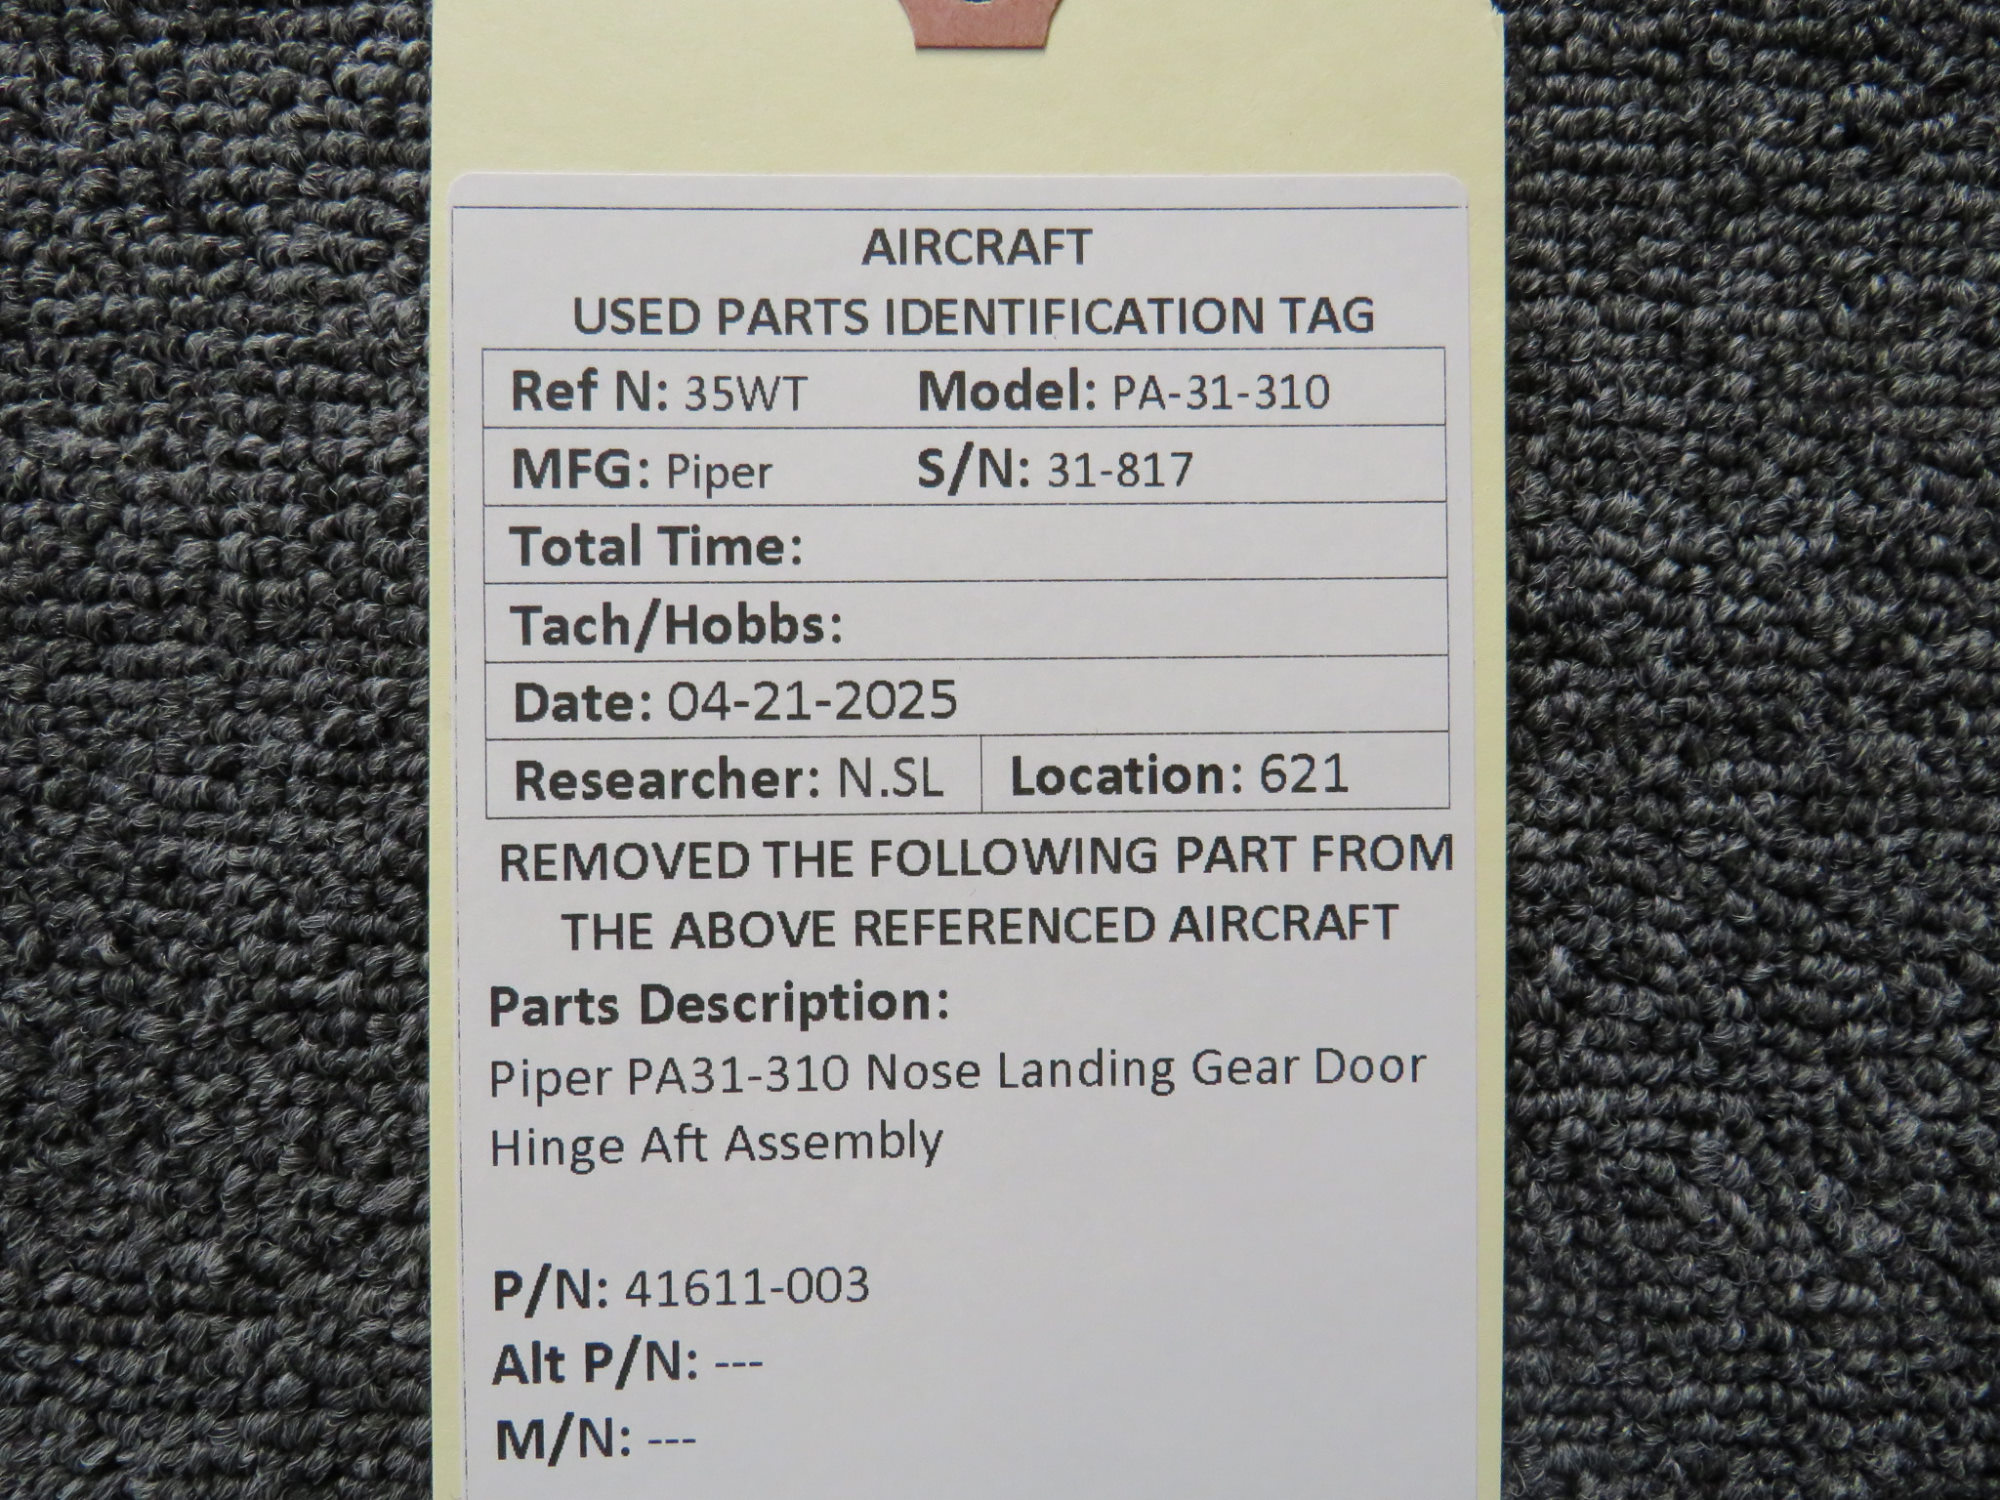 AIRCRAFT
USED PARTS IDENTIFICATION TAG
Ref N: 35WT Model: PA-31-310
MFG: Piper S/N: 31-817
Total Time:
Tach/Hobbs:
Date: 04-21-2025
Researcher: N.SL Location: 621
REMOVED THE FOLLOWING PART FROM
THE ABOVE REFERENCED AIRCRAFT
Parts Description:
Piper PA31-310 Nose Landing Gear Door
Hinge Aft Assembly
P/N: 41611-003
Alt P/N: ---
M/N: ---